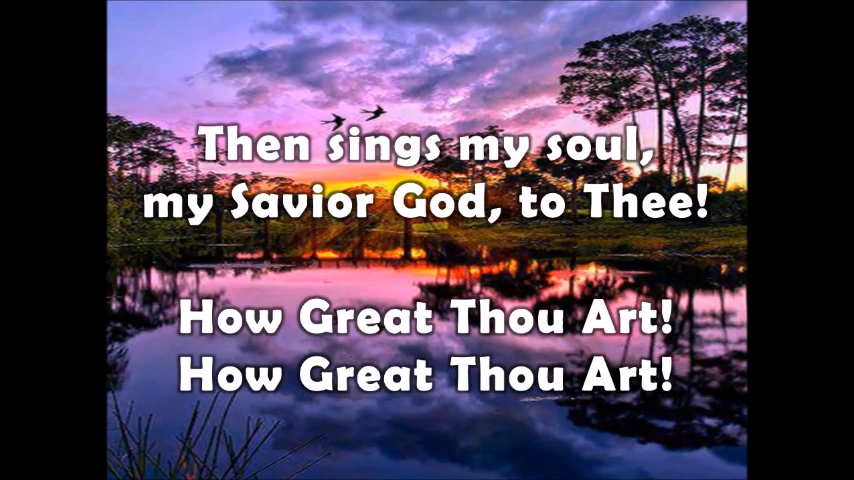 Then sings my soul,
my Savior God, to Thee!
How Great Thou Art!
How Great Thou Art!